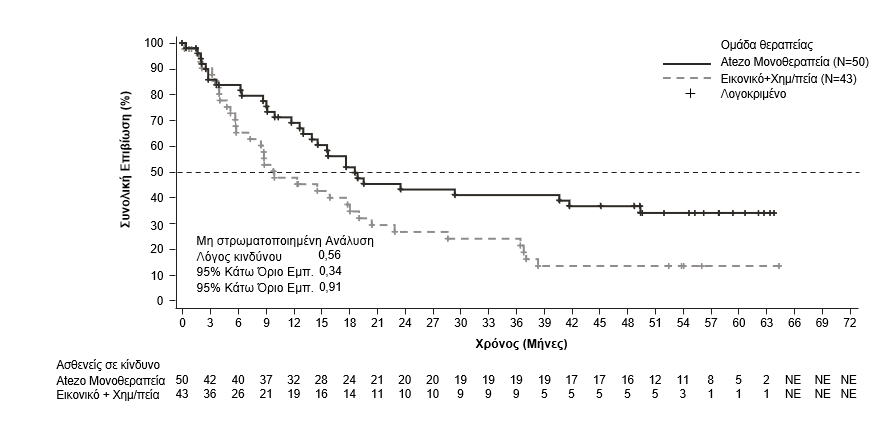 Ομάδα θεραπείας
Atezo Μονοθεραπεία (N=50)
Εικονικό+Χημ/πεία (N=43)
Λογοκριμένο
Συνολική Επιβίωση (%)
100
90
80
70
60
50
40
30
20
10
0
Μη στρωματοποιημένη Ανάλυση
Λόγος κινδύνου 0,56
95% Κάτω Όριο Εμπ. 0,34
95% Κάτω Όριο Εμπ. 0,91
0 3 6 9 12 15 18 21 24 27 30 33 36 39 42 45 48 51 54 57 60 63 66 69 72
Χρόνος (Μήνες)
Ασθενείς σε κίνδυνο
Atezo Μονοθεραπεία 50 42 40 37 32 28 24 21 20 20 19 19 19 19 17 17 16 12 11 8 5 2 NE NE NE
Εικονικό + Χημ/πεία 43 36 26 21 19 16 14 11 10 10 9 9 9 5 5 5 5 5 3 1 1 1 NE NE NE